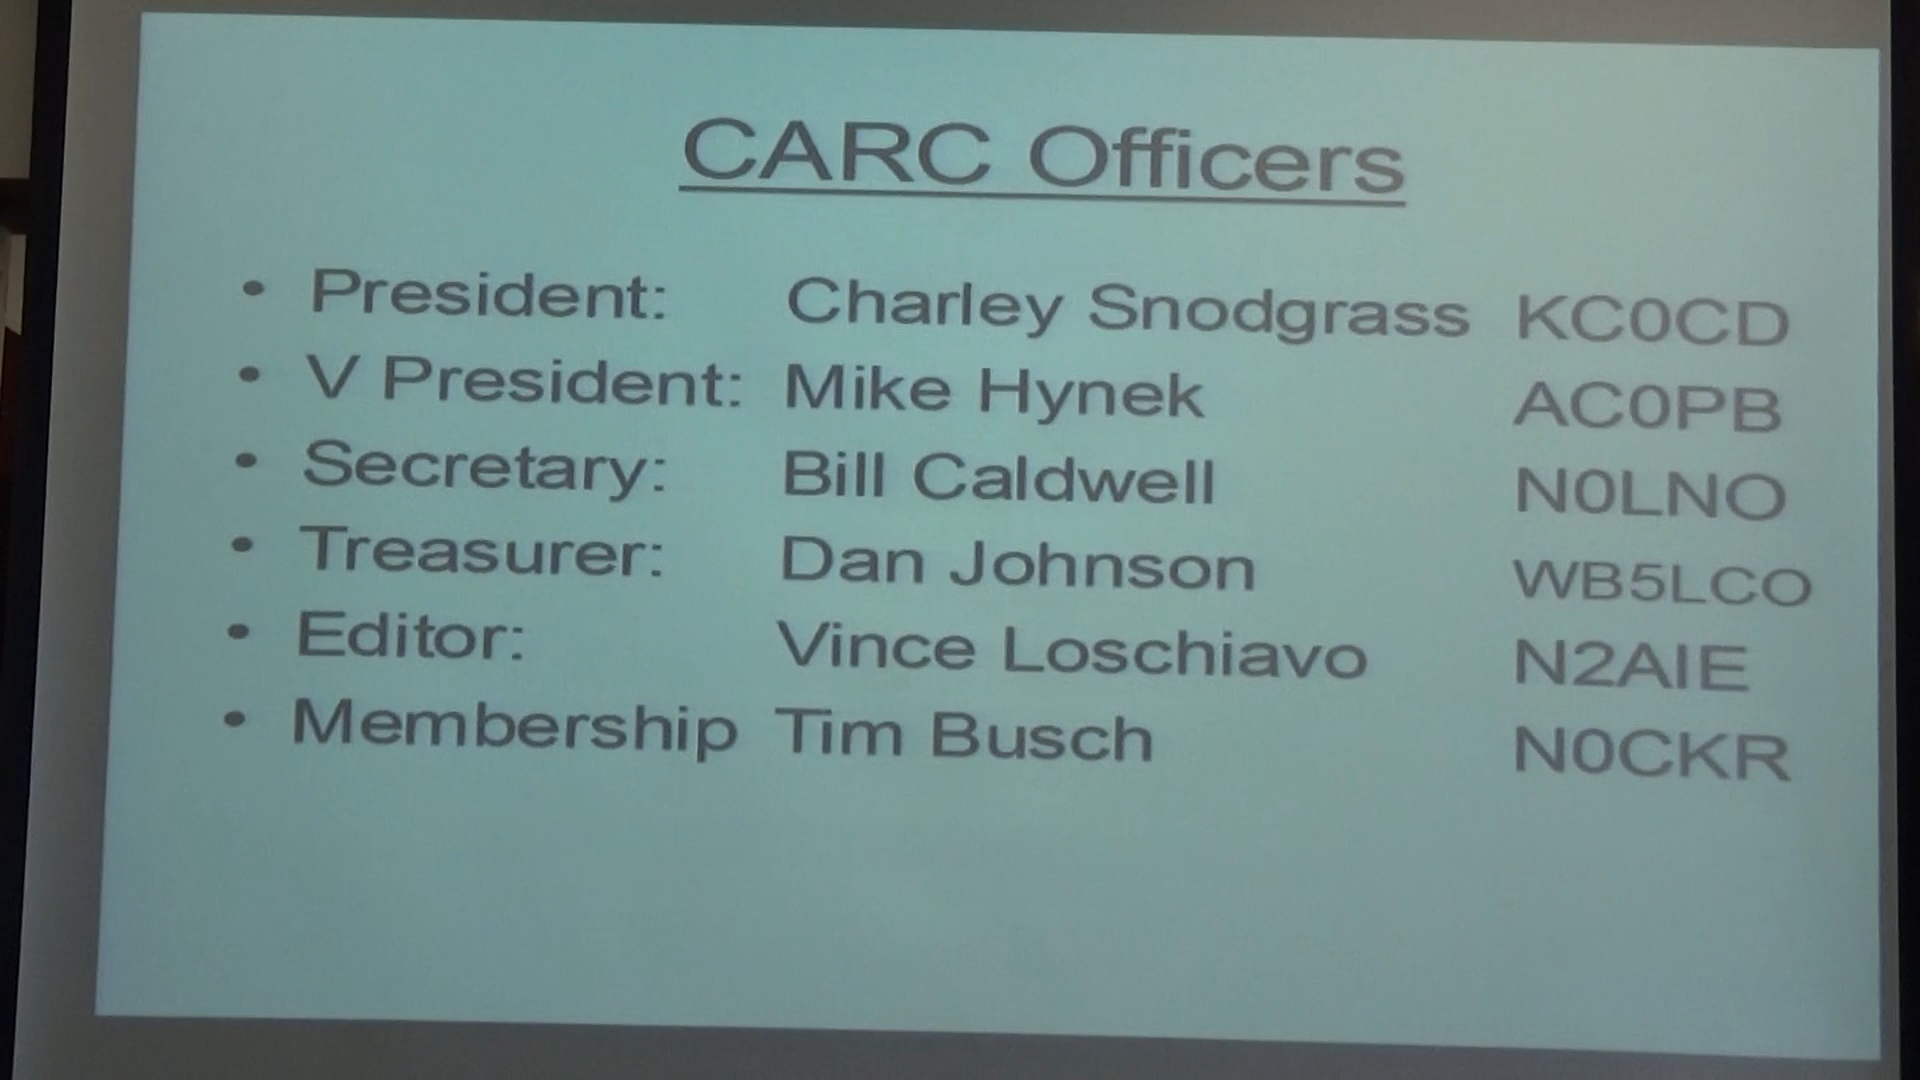 CARC Officers
• President: Charley Snodgrass KC0CD
• V President: Mike Hynek AC0PB
• Secretary: Bill Caldwell N0LNO
• Treasurer: Dan Johnson WB5LCO
• Editor: Vince Loschiavo N2AIE
• Membership Tim Busch N0CKR